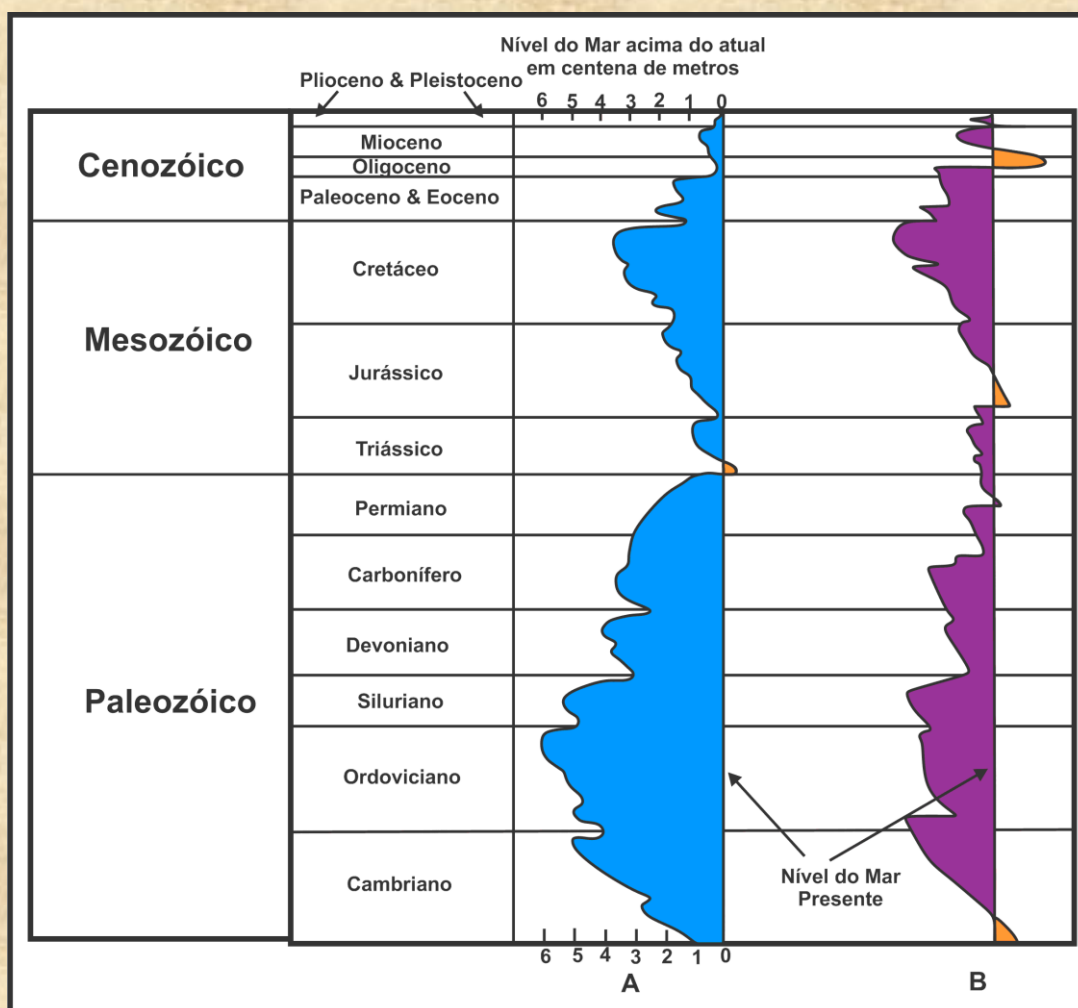 Nível do Mar acima do atual
em centena de metros
Plioceno & Pleistoceno
6 5 4 3 2 1 0
Cenozóico
Mioceno
Oligoceno
Paleoceno & Eoceno
Mesozóico
Cretáceo
Jurássico
Triássico
Paleozóico
Permiano
Carbonífero
Devoniano
Siluriano
Ordoviciano
Cambriano
Nível do Mar
Presente
6 5 4 3 2 1 0
A
B